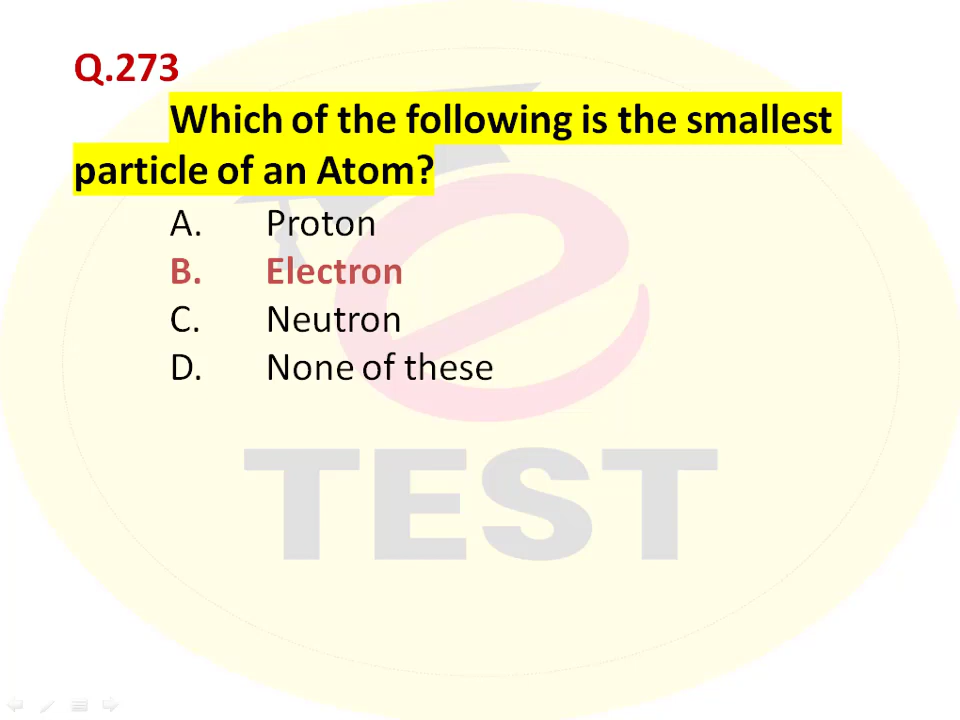 Q.273
Which of the following is the smallest
particle of an Atom?
A. Proton
B. Electron
C. Neutron
D. None of these
e
TEST